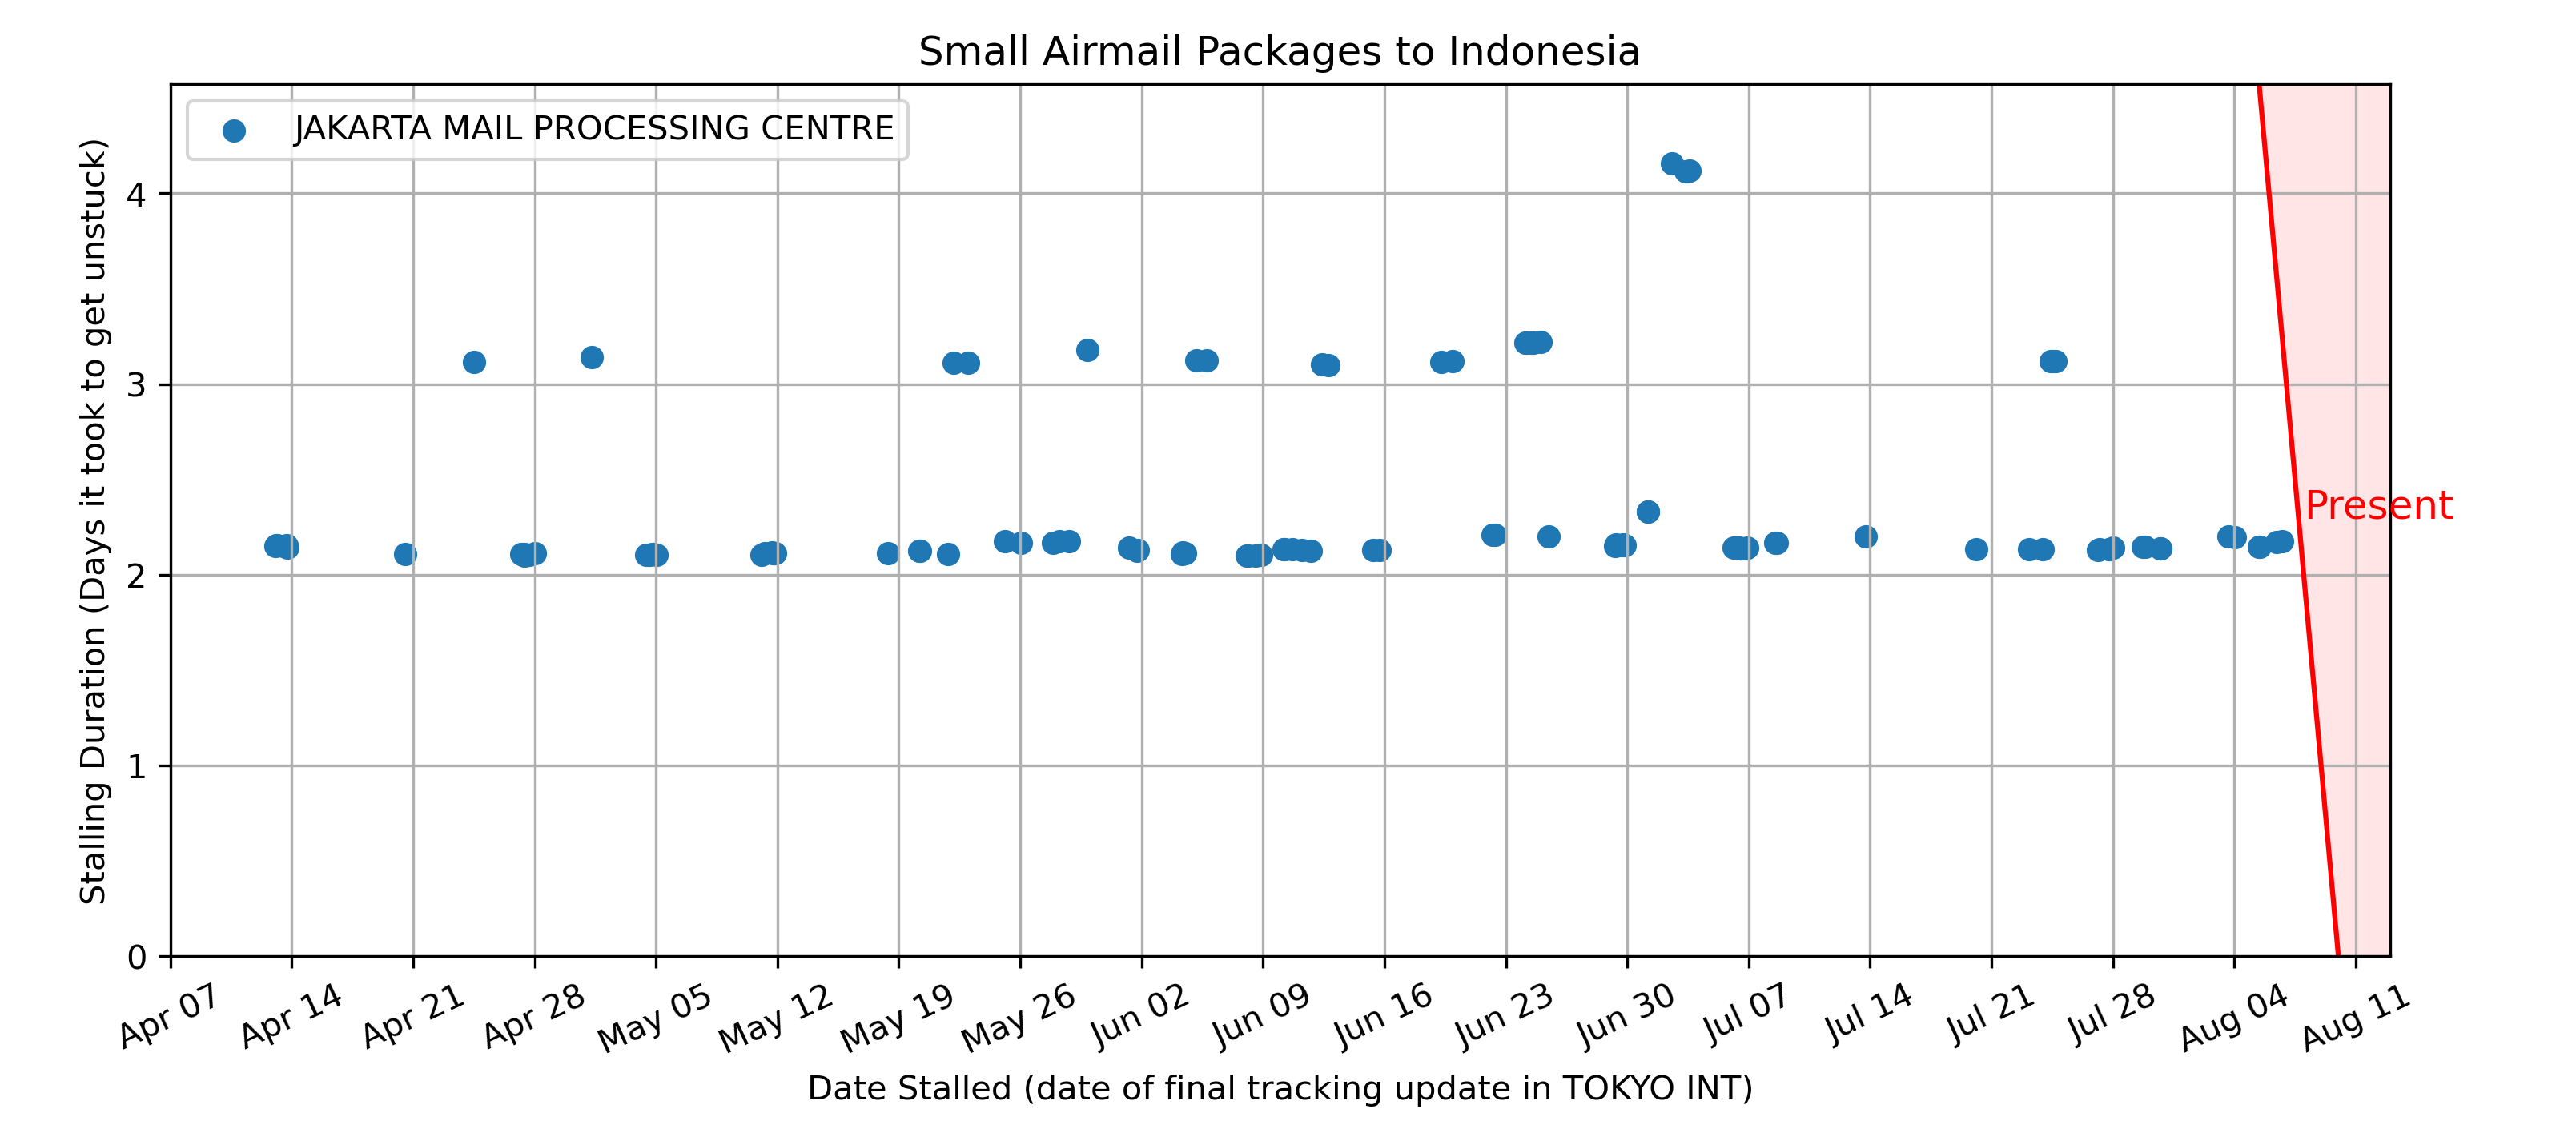 Small Airmail Packages to Indonesia
JAKARTA MAIL PROCESSING CENTRE
Stalling Duration (Days it took to get unstuck)
4
3
2
1
0
Present
Apr 07
Apr 14
Apr 21
Apr 28
May 05
May 12
May 19
May 26
Jun 02
Jun 09
Jun 16
Jun 23
Jun 30
Jul 07
Jul 14
Jul 21
Jul 28
Aug 04
Aug 11
Date Stalled (date of final tracking update in TOKYO INT)